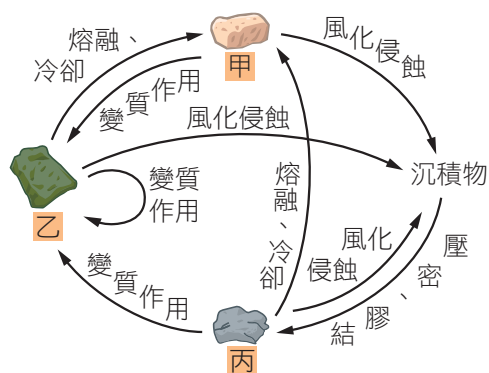 熔融、
冷卻
甲
風化侵蝕
變質作用
風化侵蝕
沉積物
乙
變質
作用
熔融、冷卻
風化
侵蝕
壓密、膠結
變質作用
丙